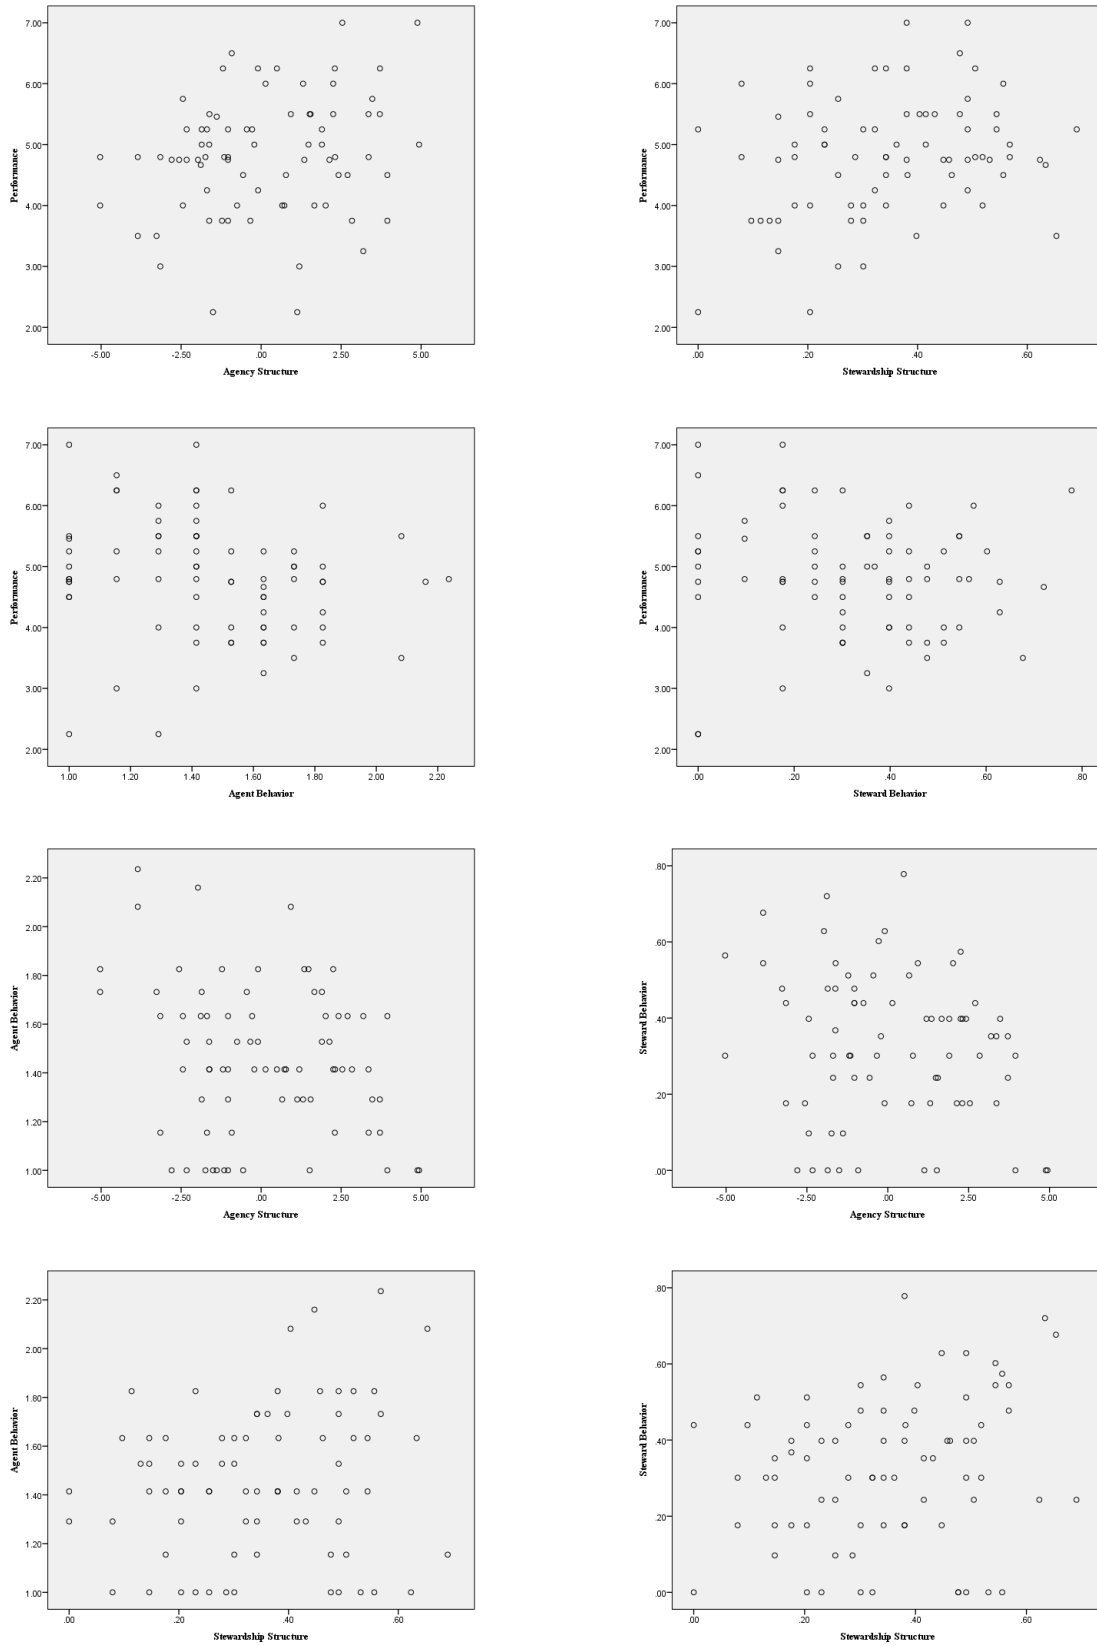 7.00 7.00
6.00 6.00
5.00 5.00
Performance Performance
4.00 4.00
3.00 3.00
2.00 2.00
-5.00 -2.50 .00 2.50 5.00 .00 .20 .40 .60
Agency Structure Stewardship Structure
7.00 7.00
6.00 6.00
5.00 5.00
Performance Performance
4.00 4.00
3.00 3.00
2.00 2.00
1.00 1.20 1.40 1.60 1.80 2.00 2.20 .00 .20 .40 .60 .80
Agent Behavior Steward Behavior
2.20 .80
2.00
1.80 .60
Agent Behavior Steward Behavior
1.60 .40
1.40
1.20 .20
1.00 .00
-5.00 -2.50 .00 2.50 5.00 -5.00 -2.50 .00 2.50 5.00
Agency Structure Agency Structure
2.20 .80
2.00
1.80 .60
Agent Behavior Steward Behavior
1.60 .40
1.40
1.20 .20
1.00 .00
.00 .20 .40 .60 .00 .20 .40 .60
Stewardship Structure Stewardship Structure